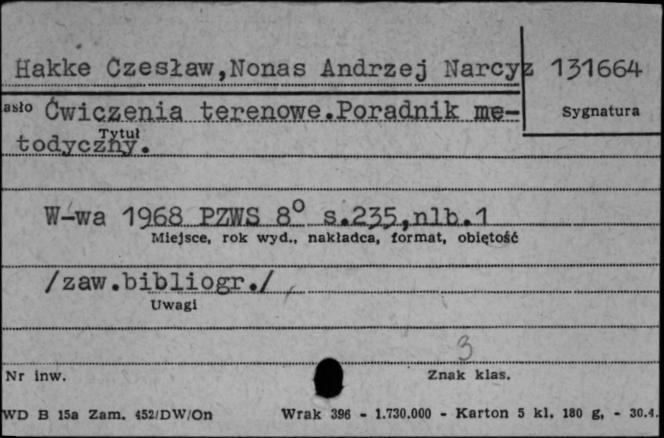 Hakke Czesław,Nonas Andrzej Narcyz 131664
asło Ćwiczenia terenowe.Poradnik me- Sygnatura
Tytuł
todyczny.
W-wa 1968 PZWS 8° s.235,nlb.1
Miejsce, rok wyd., nakładca, format, objętość
/zaw.bibliogr./
Uwagi
3
Nr inw. Znak klas.
WD B 15a Zam. 452/DW/On Wrak 396 - 1.730.000 - Karton 5 kl. 180 g, - 30.4.